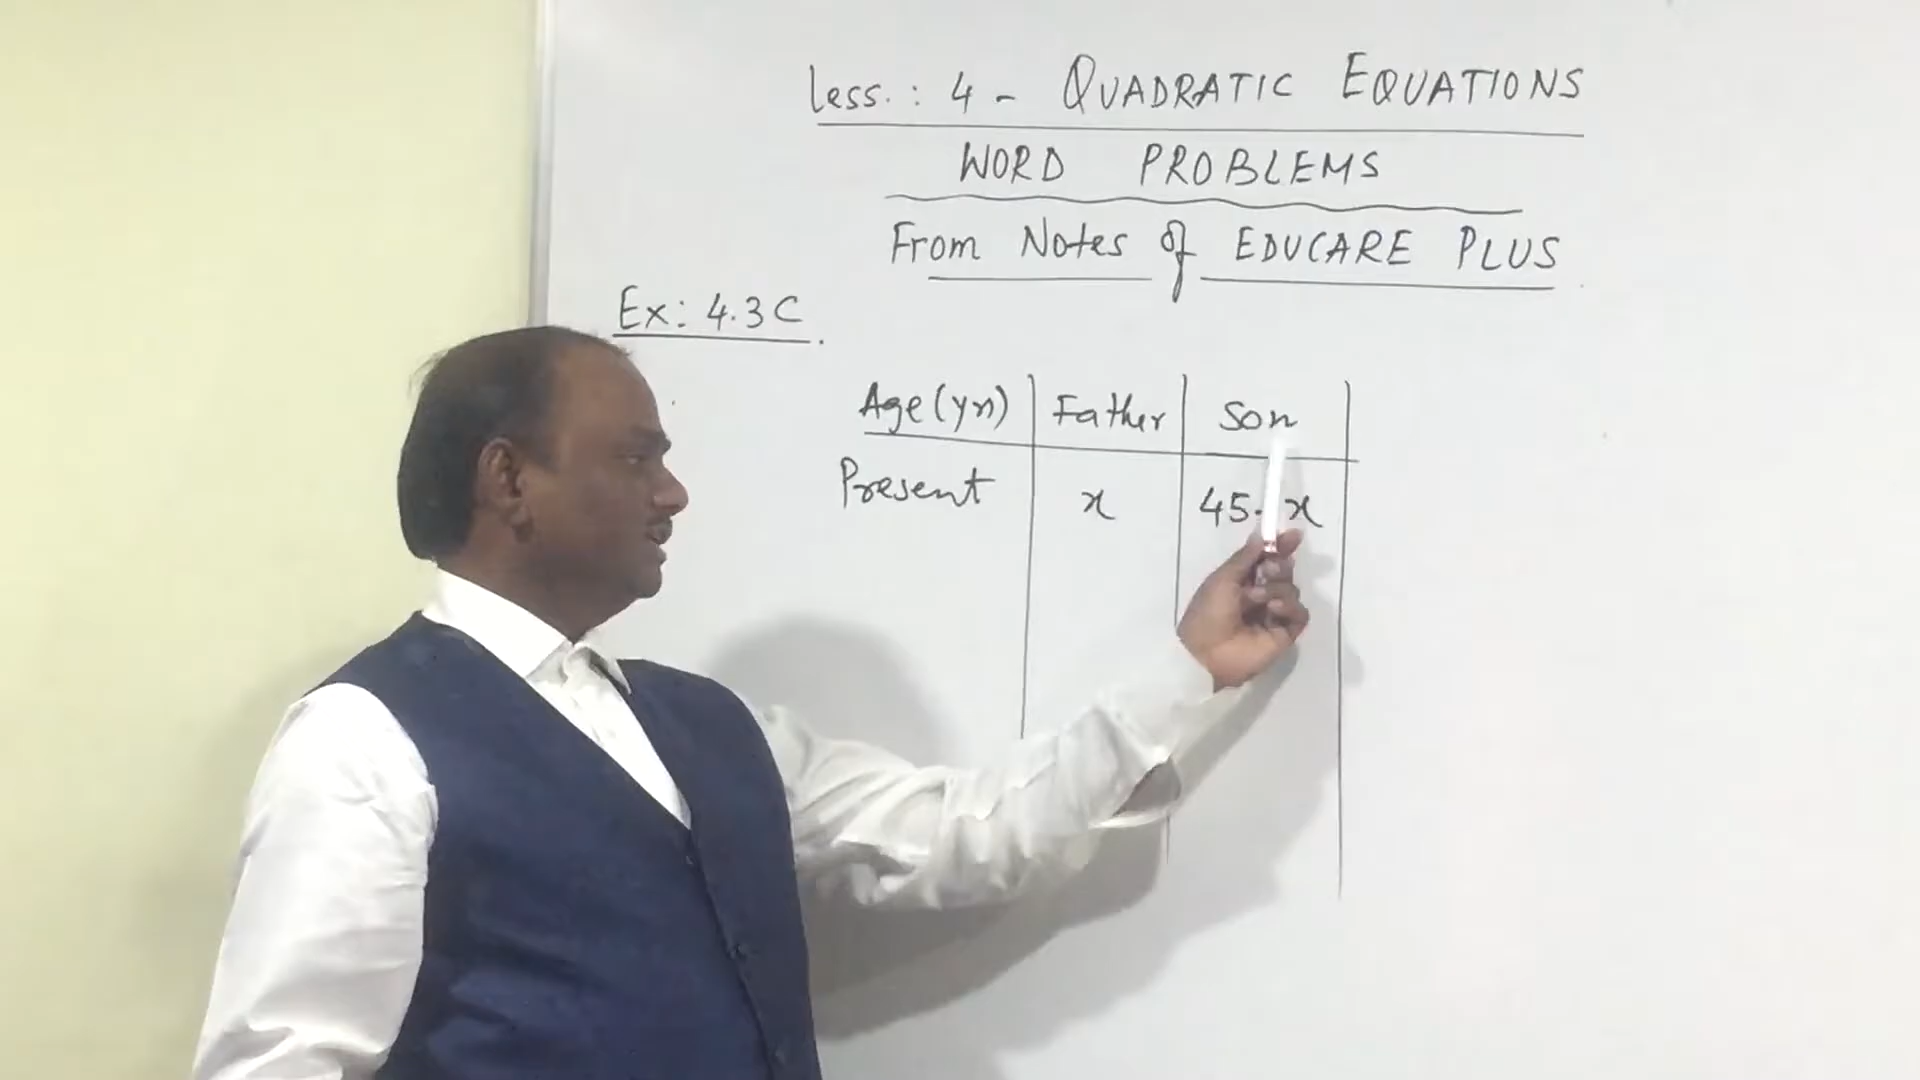 Less. : 4 - QUADRATIC EQUATIONS
WORD PROBLEMS
From Notes of EDUCARE PLUS
Ex: 4.3C
Age (yrs) Father Son
Present x 45-x